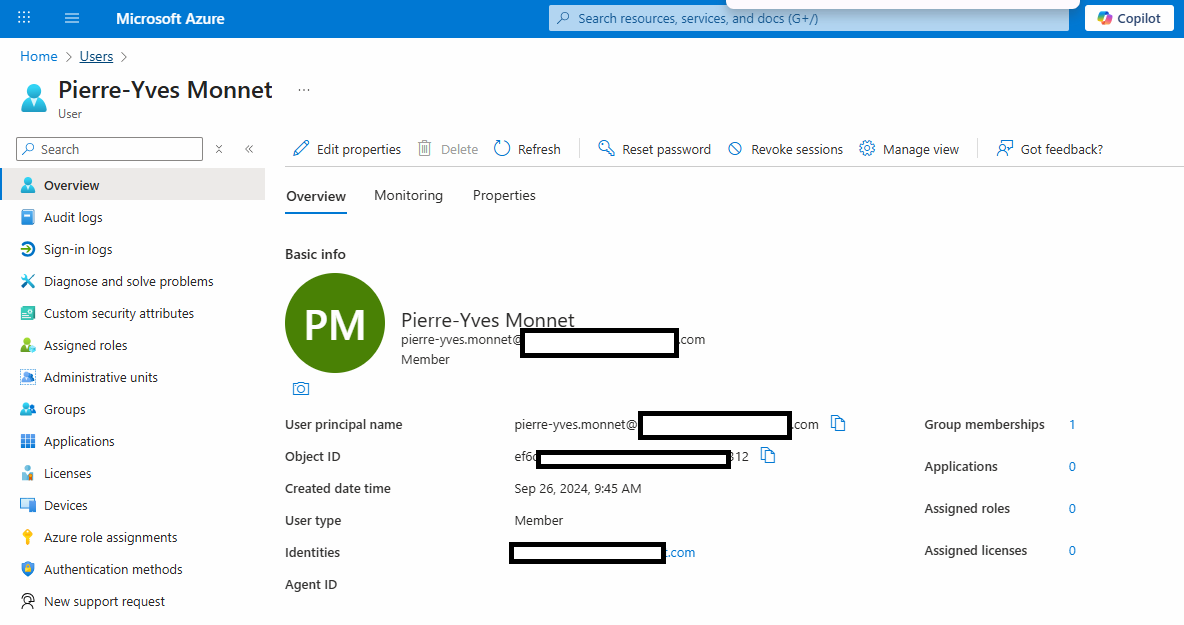 Microsoft Azure
Search resources, services, and docs (G+/)
Copilot
Home > Users >
Pierre-Yves Monnet ...
User
Search
Edit properties Delete Refresh Reset password Revoke sessions Manage view Got feedback?
Overview
Audit logs
Sign-in logs
Diagnose and solve problems
Custom security attributes
Assigned roles
Administrative units
Groups
Applications
Licenses
Devices
Azure role assignments
Authentication methods
New support request
Overview Monitoring Properties
Basic info
PM
Pierre-Yves Monnet
pierre-yves.monnet@ .com
Member
User principal name pierre-yves.monnet@ .com
Object ID ef6 312
Created date time Sep 26, 2024, 9:45 AM
User type Member
Identities .com
Agent ID
Group memberships 1
Applications 0
Assigned roles 0
Assigned licenses 0